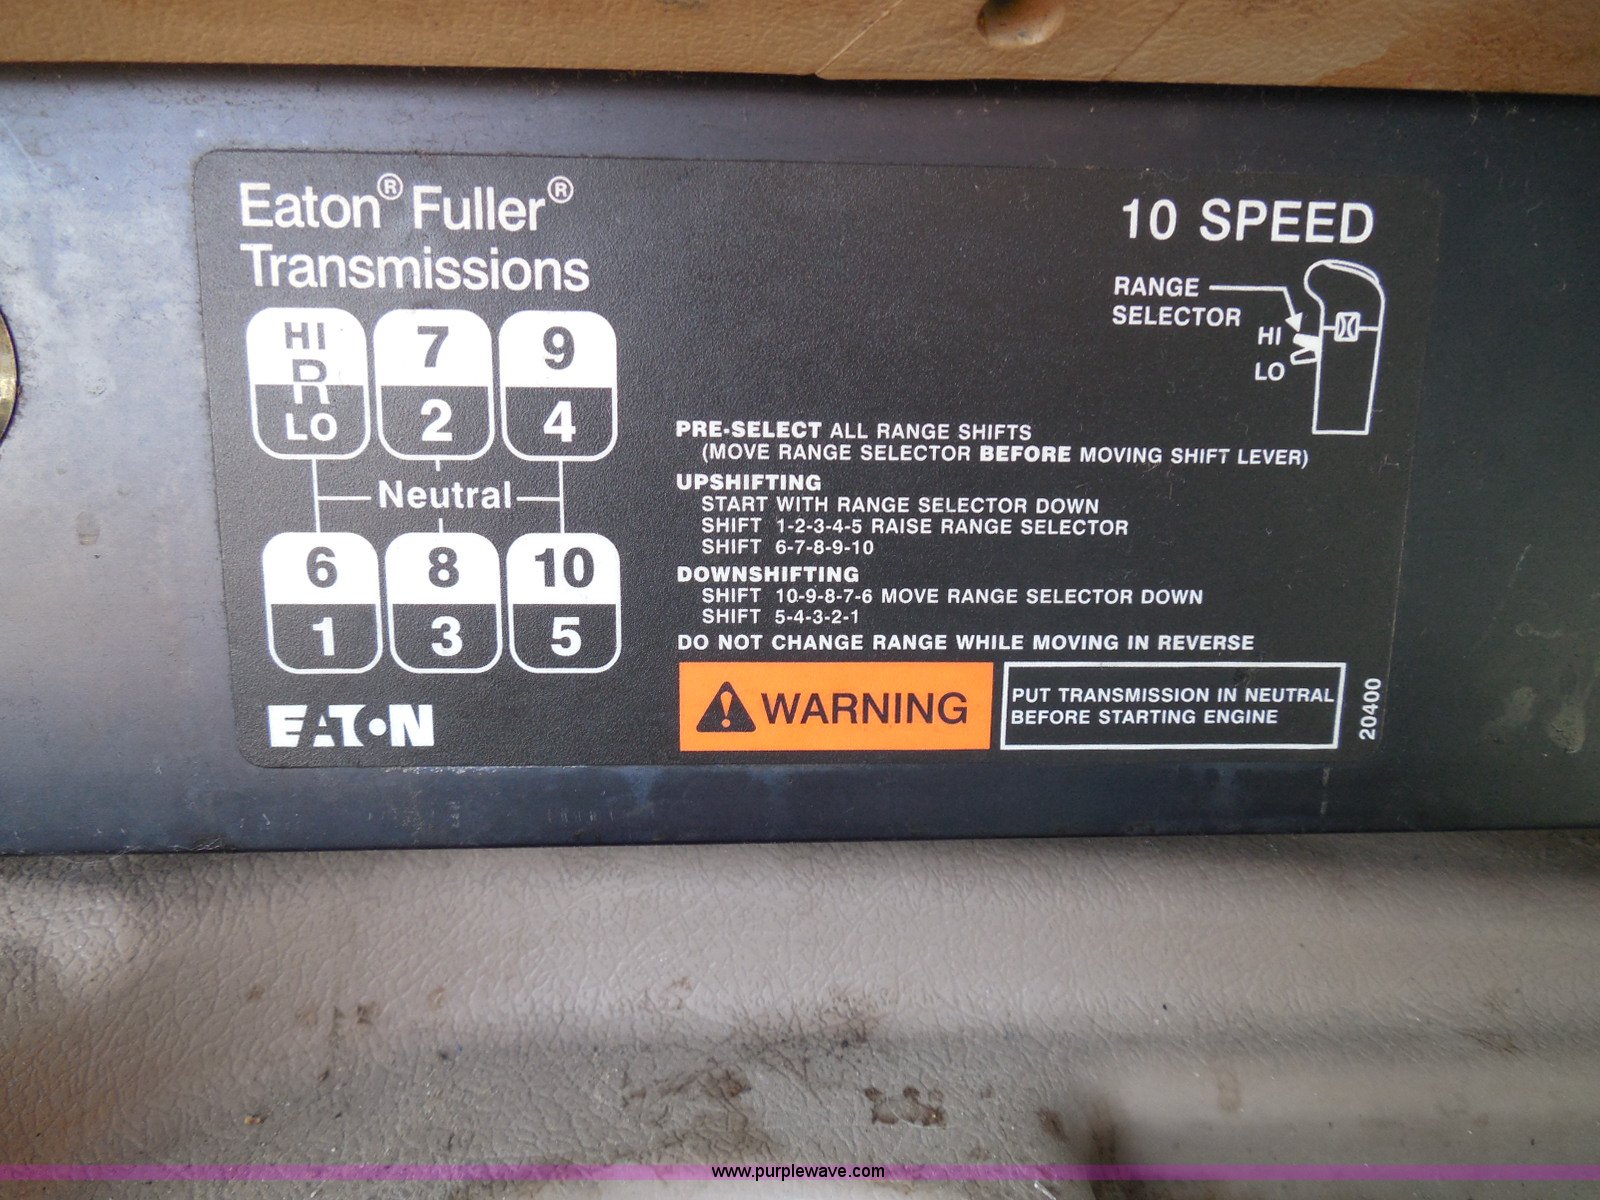 Eaton® Fuller®
Transmissions
HI
R
LO
7
2
9
4
Neutral
6
1
8
3
10
5
EATON
10 SPEED
RANGE
SELECTOR
HI
LO
PRE-SELECT ALL RANGE SHIFTS
(MOVE RANGE SELECTOR BEFORE MOVING SHIFT LEVER)
UPSHIFTING
START WITH RANGE SELECTOR DOWN
SHIFT 1-2-3-4-5 RAISE RANGE SELECTOR
SHIFT 6-7-8-9-10
DOWNSHIFTING
SHIFT 10-9-8-7-6 MOVE RANGE SELECTOR DOWN
SHIFT 5-4-3-2-1
DO NOT CHANGE RANGE WHILE MOVING IN REVERSE
WARNING
PUT TRANSMISSION IN NEUTRAL
BEFORE STARTING ENGINE
20400
www.purplewave.com